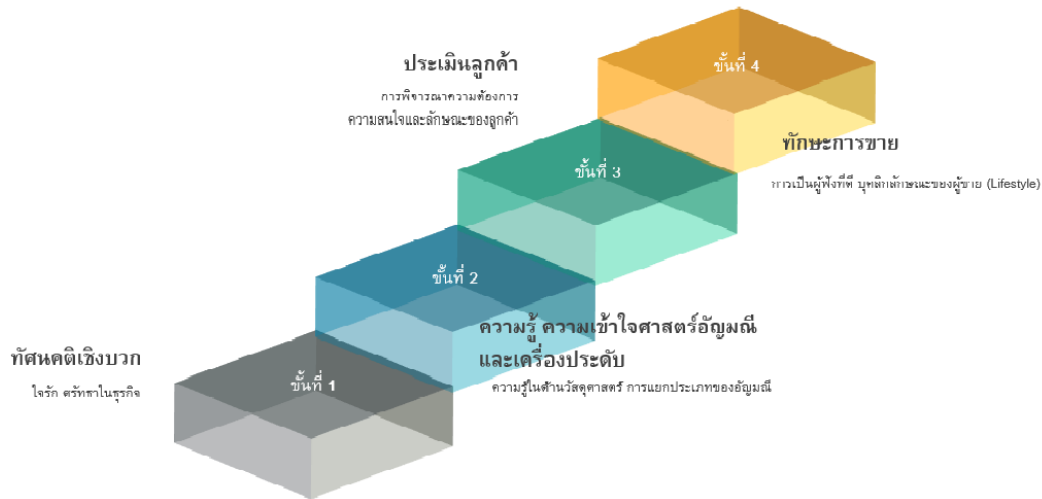 ขั้นที่ 4
ประเมินลูกค้า
การพิจารณาความต้องการ
ความสนใจและลักษณะของลูกค้า
ทักษะการขาย
การเป็นผู้ฟังที่ดี บุคลิกลักษณะของผู้ขาย (Lifestyle)
ขั้นที่ 3
ขั้นที่ 2
ความรู้ ความเข้าใจศาสตร์อัญมณี
และเครื่องประดับ
ความรู้ในด้านวัสดุศาสตร์ การแยกประเภทของอัญมณี
ทัศนคติเชิงบวก
ใจรัก ศรัทธาในธุรกิจ
ขั้นที่ 1